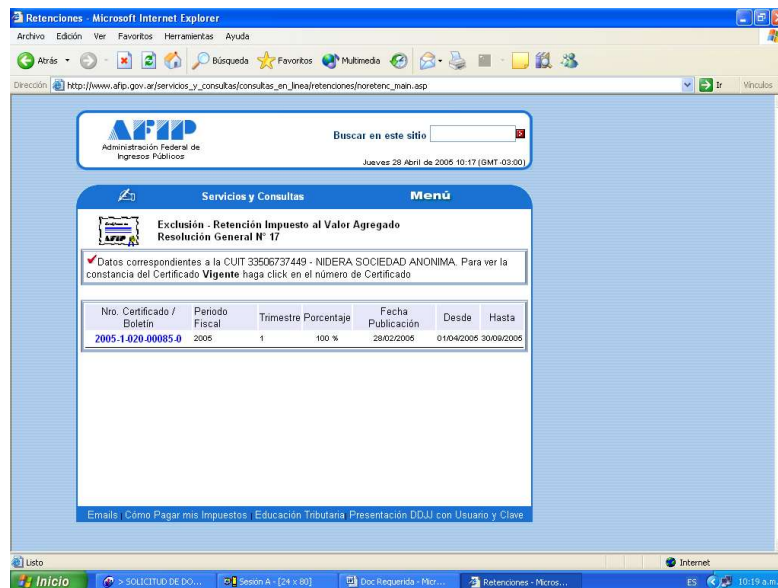 Retenciones - Microsoft Internet Explorer
Archivo Edición Ver Favoritos Herramientas Ayuda
Atrás Búsqueda Favoritos Multimedia
Dirección http://www.afip.gov.ar/servicios_y_consultas/consultas_en_linea/retenciones/noretenc_main.asp Ir Vínculos
AFIP
Administración Federal de
Ingresos Públicos
Buscar en este sitio
Jueves 28 Abril de 2005 10:17 (GMT-03:00)
Servicios y Consultas Menú
AFIP
Exclusión - Retención Impuesto al Valor Agregado
Resolución General Nº 17
Datos correspondientes a la CUIT 33506737449 - NIDERA SOCIEDAD ANONIMA. Para ver la
constancia del Certificado Vigente haga click en el número de Certificado
Nro. Certificado / Boletín Periodo Fiscal Trimestre Porcentaje Fecha Publicación Desde Hasta
2005-1-020-00085-0 2005 1 100 % 28/02/2005 01/04/2005 30/09/2005
Emails | Cómo Pagar mis Impuestos | Educación Tributaria | Presentación DDJJ con Usuario y Clave
Listo Internet
Inicio > SOLICITUD DE DO... Sesión A - [24 x 80] Doc Requerida - Micr... Retenciones - Micros... ES 10:19 a.m.